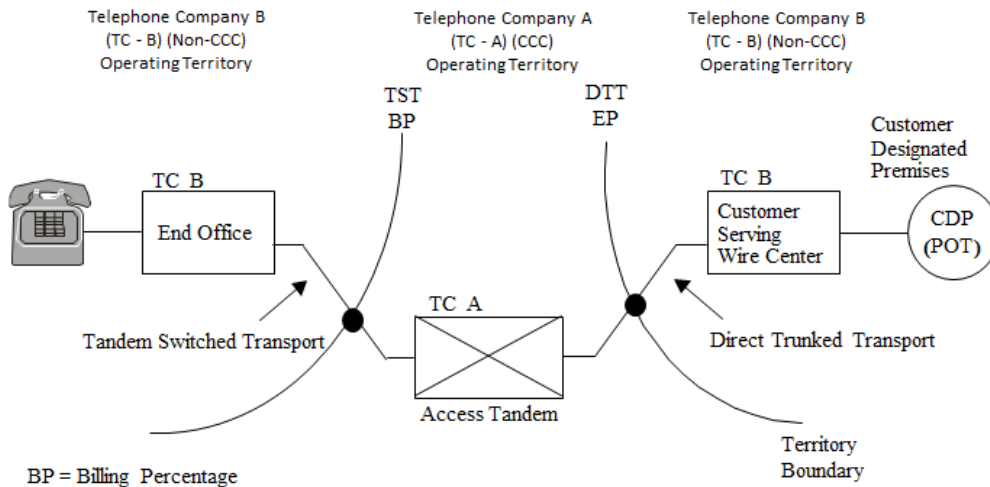 Telephone Company B
(TC - B) (Non-CCC)
Operating Territory
Telephone Company A
(TC - A) (CCC)
Operating Territory
Telephone Company B
(TC - B) (Non-CCC)
Operating Territory
TST
BP
DTT
EP
Customer
Designated
Premises
TC B
End Office
TC B
Customer
Serving
Wire Center
CDP
(POT)
Tandem Switched Transport
TC A
Access Tandem
Direct Trunked Transport
Territory
Boundary
BP = Billing Percentage